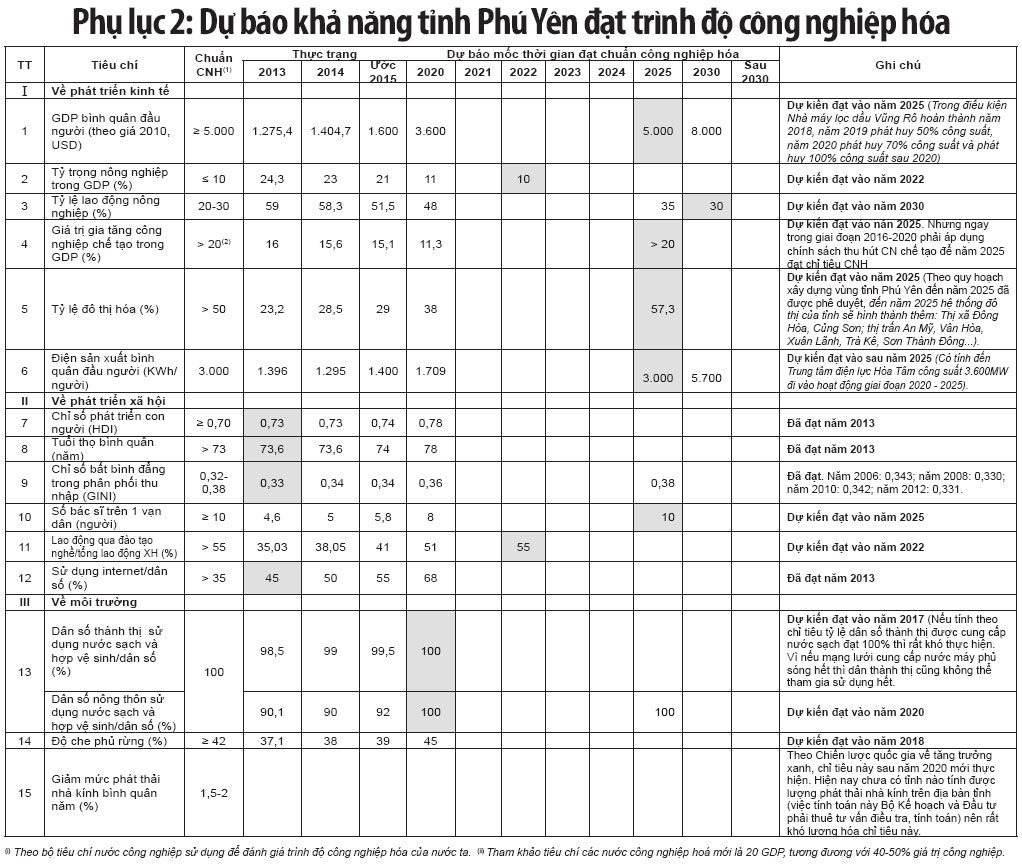 Phụ lục 2: Dự báo khả năng tỉnh Phú Yên đạt trình độ công nghiệp hóa
TT
Tiêu chí
Chuẩn
CNH(1)
Thực trạng
Dự báo mốc thời gian đạt chuẩn công nghiệp hóa
Ghi chú
2013
2014
Ước
2015
2020
2021
2022
2023
2024
2025
2030
Sau
2030
I Về phát triển kinh tế
1
GDP bình quân đầu
người (theo giá 2010,
USD)
≥ 5.000 1.275,4 1.404,7 1.600 3.600 5.000 8.000
Dự kiến đạt vào năm 2025 (Trong điều kiện
Nhà máy lọc dầu Vũng Rô hoàn thành năm
2018, năm 2019 phát huy 50% công suất,
năm 2020 phát huy 70% công suất và phát
huy 100% công suất sau 2020)
2
Tỷ trọng nông nghiệp
trong GDP (%)
≤ 10 24,3 23 21 11 10
Dự kiến đạt vào năm 2022
3
Tỷ lệ lao động nông
nghiệp (%)
20-30 59 58,3 51,5 48 35 30
Dự kiến đạt vào năm 2030
4
Giá trị gia tăng công
nghiệp chế tạo trong
GDP (%)
> 20(2) 16 15,6 15,1 11,3 > 20
Dự kiến đạt vào năm 2025. Nhưng ngay
trong giai đoạn 2016-2020 phải áp dụng
chính sách thu hút CN chế tạo để năm 2025
đạt chỉ tiêu CNH
5
Tỷ lệ đô thị hóa (%)
> 50 23,2 28,5 29 38 57,3
Dự kiến đạt vào năm 2025 (Theo quy hoạch
xây dựng vùng tỉnh Phú Yên đến năm 2025 đã
được phê duyệt, đến năm 2025 hệ thống đô
thị của tỉnh sẽ hình thành thêm: Thị xã Đông
Hòa, Củng Sơn; thị trấn An Mỹ, Vân Hòa,
Xuân Lãnh, Trà Kê, Sơn Thành Đông...).
6
Điện sản xuất bình
quân đầu người (KWh/
người)
3.000 1.396 1.295 1.400 1.709 3.000 5.700
Dự kiến đạt vào sau năm 2025 (Có tính đến
Trung tâm điện lực Hòa Tâm công suất 3.600MW
đi vào hoạt động giai đoạn 2020 - 2025).
II Về phát triển xã hội
7
Chỉ số phát triển con
người (HDI)
≥ 0,70 0,73 0,73 0,74 0,78
Đã đạt năm 2013
8
Tuổi thọ bình quân
(năm)
> 73 73,6 73,6 74 78
Đã đạt năm 2013
9
Chỉ số bất bình đẳng
trong phân phối thu
nhập (GINI)
0,32-
0,38
0,33 0,34 0,34 0,36 0,38
Đã đạt. Năm 2006: 0,343; năm 2008: 0,330;
năm 2010: 0,342; năm 2012: 0,331.
10
Số bác sĩ trên 1 vạn
dân (người)
≥ 10 4,6 5 5,8 8 10
Dự kiến đạt vào năm 2025
11
Lao động qua đào tạo
nghề/tổng lao động XH (%)
> 55 35,03 38,05 41 51 55
Dự kiến đạt vào năm 2022
12
Sử dụng internet/dân
số (%)
> 35 45 50 55 68
Đã đạt năm 2013
III Về môi trường
13
Dân số thành thị sử
dụng nước sạch và
hợp vệ sinh/dân số
(%)
100
98,5 99 99,5 100
Dự kiến đạt vào năm 2017 (Nếu tính theo
chỉ tiêu tỷ lệ dân số thành thị được cung cấp
nước sạch đạt 100% thì rất khó thực hiện.
Vì nếu mạng lưới cung cấp nước máy phủ
sóng hết thì dân thành thị cũng không thể
tham gia sử dụng hết.
Dân số nông thôn sử
dụng nước sạch và
hợp vệ sinh/dân số (%)
90,1 90 92 100 100
Dự kiến đạt vào năm 2020
14
Độ che phủ rừng (%)
≥ 42 37,1 38 39 45
Dự kiến đạt vào năm 2018
15
Giảm mức phát thải
nhà kính bình quân
năm (%)
1,5-2
Theo Chiến lược quốc gia về tăng trưởng
xanh, chỉ tiêu này sau năm 2020 mới thực
hiện. Hiện nay chưa có tỉnh nào tính được
lượng phát thải nhà kính trên địa bàn tỉnh
(việc tính toán này Bộ Kế hoạch và Đầu tư
phải thuê tư vấn điều tra, tính toán) nên rất
khó lượng hóa chỉ tiêu này.
(i) Theo bộ tiêu chí nước công nghiệp sử dụng để đánh giá trình độ công nghiệp hóa của nước ta. (ii) Tham khảo tiêu chí các nước công nghiệp hoá mới là 20 GDP, tương đương với 40-50% giá trị công nghiệp.